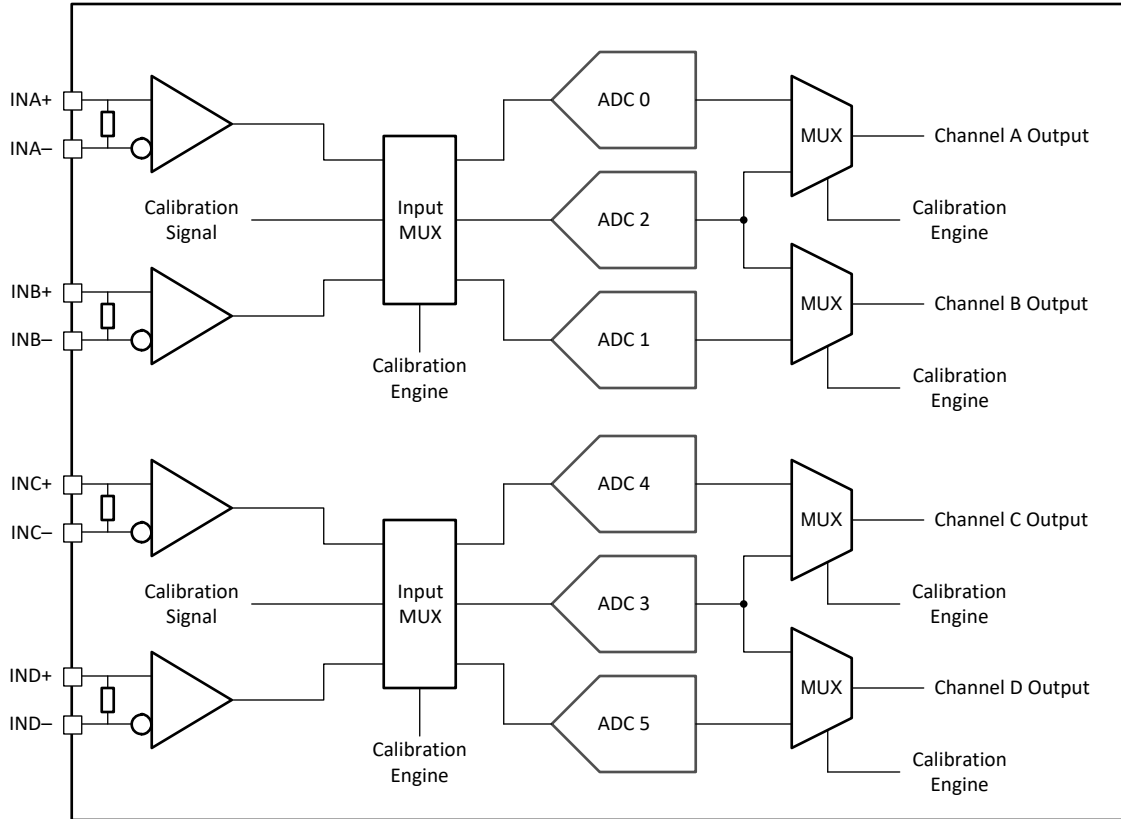 INA+
INA–
ADC 0
MUX
Channel A Output
Calibration
Signal
Input
MUX
ADC 2
Calibration
Engine
INB+
INB–
MUX
Channel B Output
ADC 1
Calibration
Engine
Calibration
Engine
INC+
INC–
ADC 4
MUX
Channel C Output
Calibration
Signal
Input
MUX
ADC 3
Calibration
Engine
IND+
IND–
MUX
Channel D Output
ADC 5
Calibration
Engine
Calibration
Engine